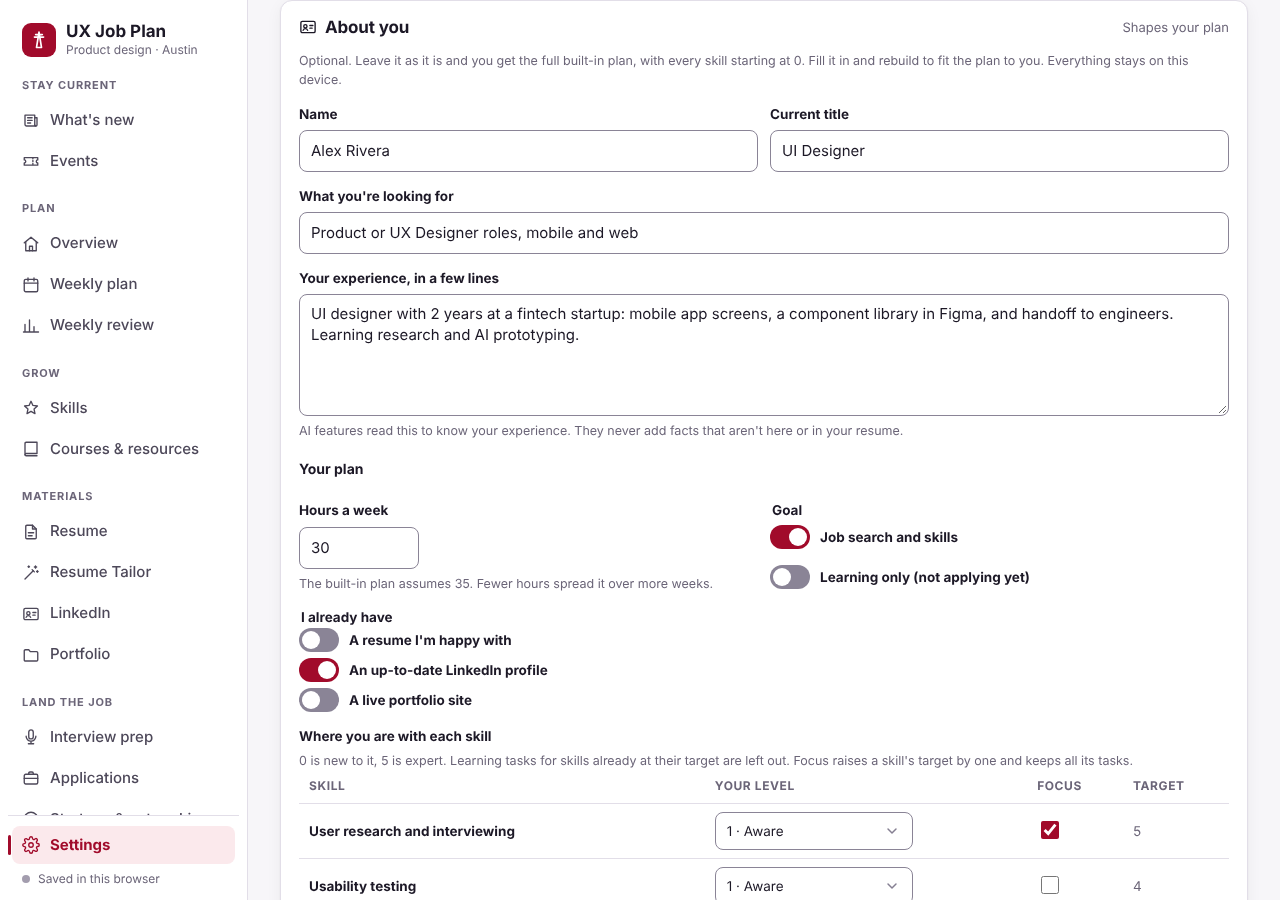 UX Job Plan
Product design · Austin
STAY CURRENT
What's new
Events
PLAN
Overview
Weekly plan
Weekly review
GROW
Skills
Courses & resources
MATERIALS
Resume
Resume Tailor
LinkedIn
Portfolio
LAND THE JOB
Interview prep
Applications
Settings
Saved in this browser
About you
Shapes your plan
Optional. Leave it as it is and you get the full built-in plan, with every skill starting at 0. Fill it in and rebuild to fit the plan to you. Everything stays on this
device.
Name
Current title
Alex Rivera
UI Designer
What you're looking for
Product or UX Designer roles, mobile and web
Your experience, in a few lines
UI designer with 2 years at a fintech startup: mobile app screens, a component library in Figma, and handoff to engineers.
Learning research and AI prototyping.
AI features read this to know your experience. They never add facts that aren't here or in your resume.
Your plan
Hours a week
Goal
30
Job search and skills
The built-in plan assumes 35. Fewer hours spread it over more weeks.
Learning only (not applying yet)
I already have
A resume I'm happy with
An up-to-date LinkedIn profile
A live portfolio site
Where you are with each skill
0 is new to it, 5 is expert. Learning tasks for skills already at their target are left out. Focus raises a skill's target by one and keeps all its tasks.
SKILL YOUR LEVEL FOCUS TARGET
User research and interviewing 1 · Aware 5
Usability testing 1 · Aware 4